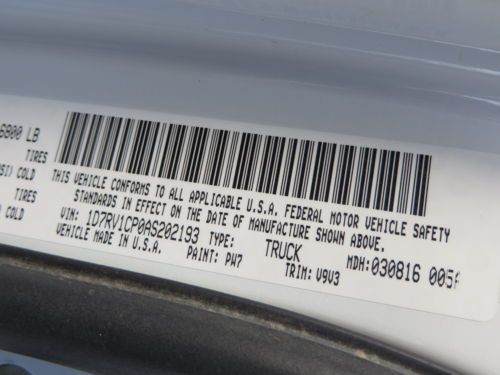 6800 LB
TIRES
COLD
TIRES
COLD
THIS VEHICLE CONFORMS TO ALL APPLICABLE U.S.A. FEDERAL MOTOR VEHICLE SAFETY
STANDARDS IN EFFECT ON THE DATE OF MANUFACTURE SHOWN ABOVE.
VIN: 1D7RV1CP0AS202193 TYPE: TRUCK MDH:030816 005
VEHICLE MADE IN U.S.A. PAINT: PW7 TRIM: V9V3